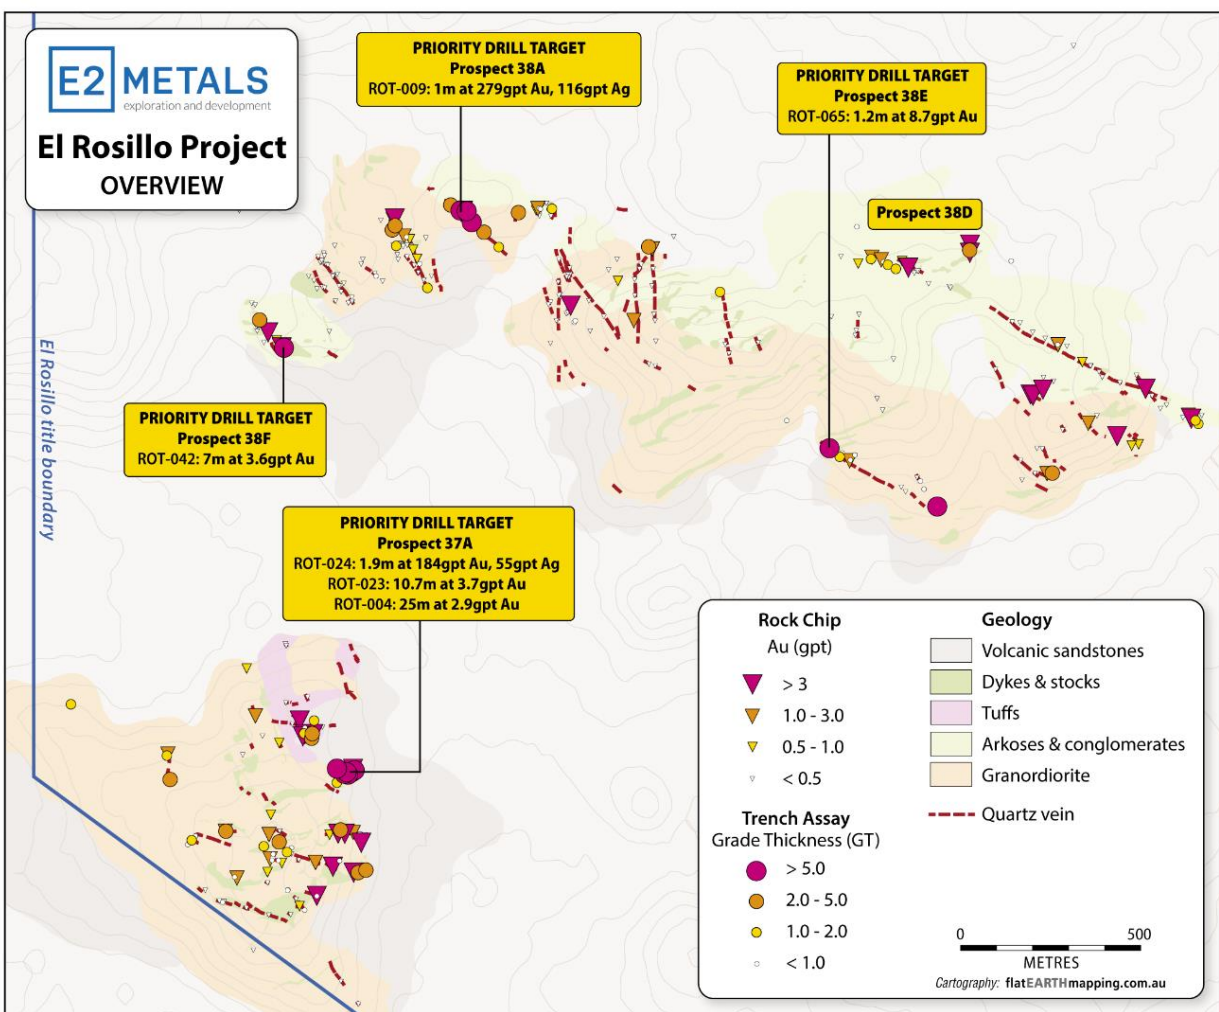 E2 METALS
exploration and development
El Rosillo Project
OVERVIEW
PRIORITY DRILL TARGET
Prospect 38A
ROT-009: 1m at 279gpt Au, 116gpt Ag
PRIORITY DRILL TARGET
Prospect 38E
ROT-065: 1.2m at 8.7gpt Au
Prospect 38D
El Rosillo title boundary
PRIORITY DRILL TARGET
Prospect 38F
ROT-042: 7m at 3.6gpt Au
PRIORITY DRILL TARGET
Prospect 37A
ROT-024: 1.9m at 184gpt Au, 55gpt Ag
ROT-023: 10.7m at 3.7gpt Au
ROT-004: 25m at 2.9gpt Au
Rock Chip
Au (gpt)
> 3
1.0 - 3.0
0.5 - 1.0
< 0.5
Trench Assay
Grade Thickness (GT)
> 5.0
2.0 - 5.0
1.0 - 2.0
< 1.0
Geology
Volcanic sandstones
Dykes & stocks
Tuffs
Arkoses & conglomerates
Granordiorite
Quartz vein
0 500
METRES
Cartography: flatEARTHmapping.com.au